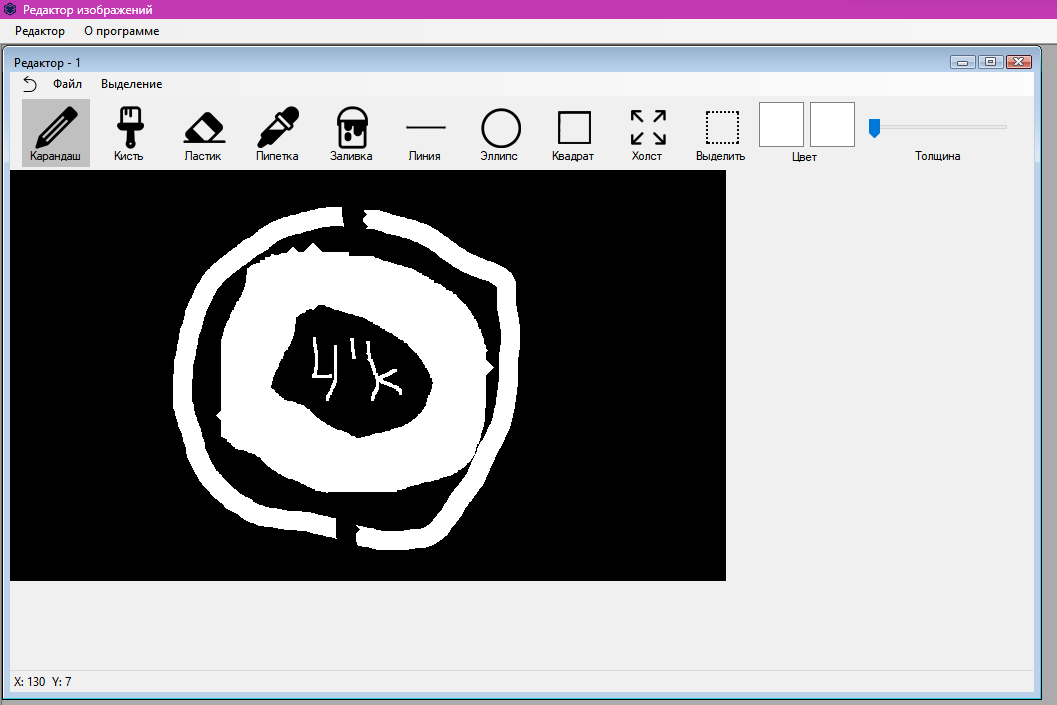 Редактор изображений
Редактор О программе
Редактор - 1
Файл Выделение
Карандаш Кисть Ластик Пипетка Заливка Линия Эллипс Квадрат Холст Выделить Цвет Толщина
X: 130 Y: 7